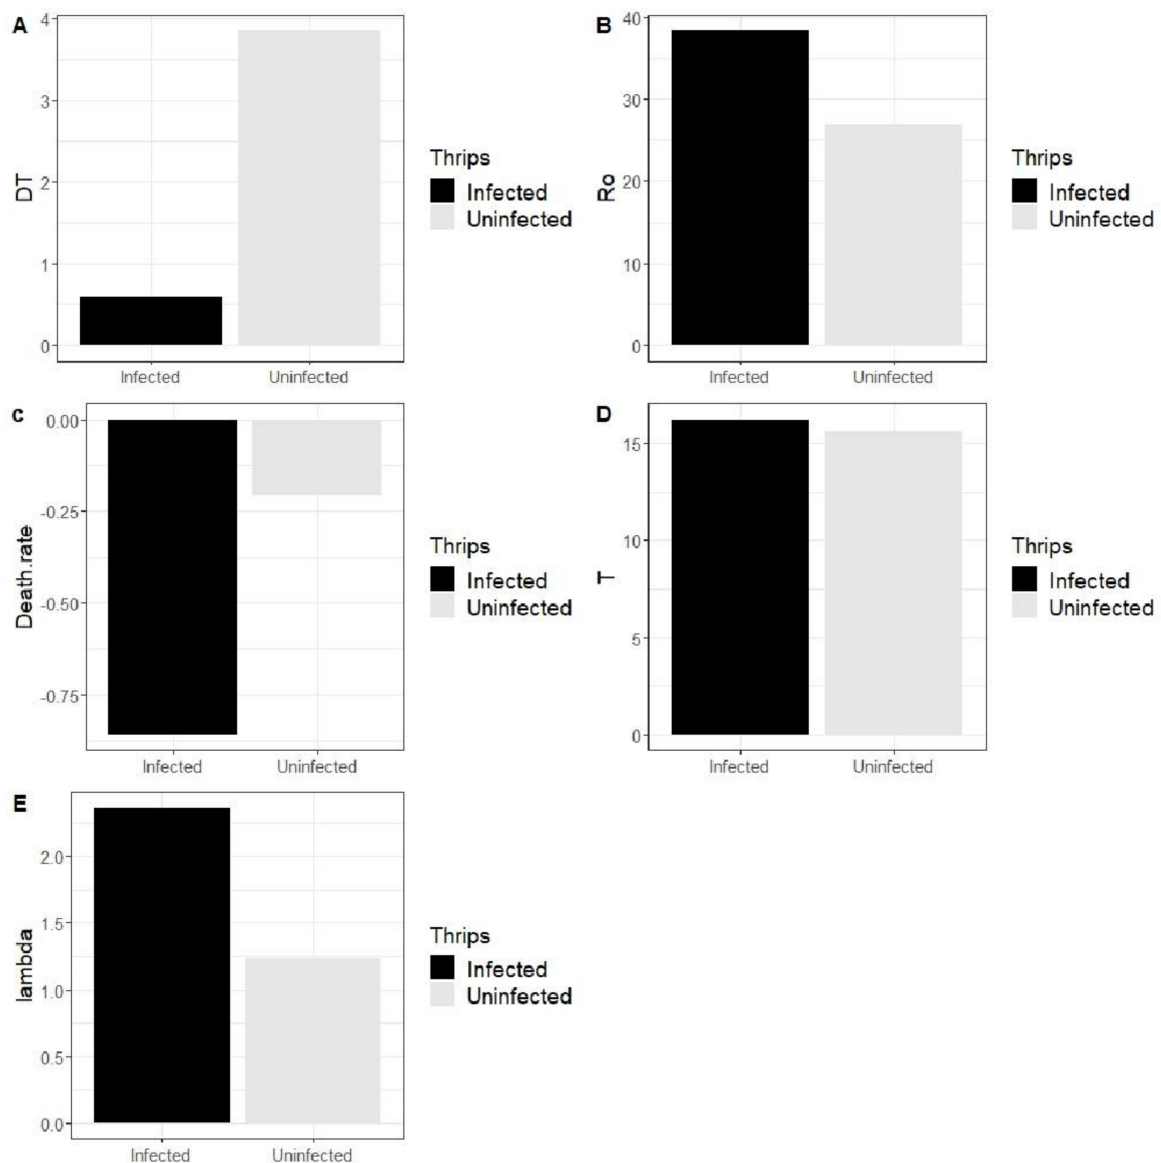 A
4
3
2
1
0
DT
Infected
Uninfected
Thrips
Infected
Uninfected
B
40
30
20
10
0
Ro
Infected
Uninfected
Thrips
Infected
Uninfected
C
0.00
-0.25
-0.50
-0.75
Death.rate
Infected
Uninfected
Thrips
Infected
Uninfected
D
15
10
5
0
T
Infected
Uninfected
Thrips
Infected
Uninfected
E
2.0
1.5
1.0
0.5
0.0
lambda
Infected
Uninfected
Thrips
Infected
Uninfected